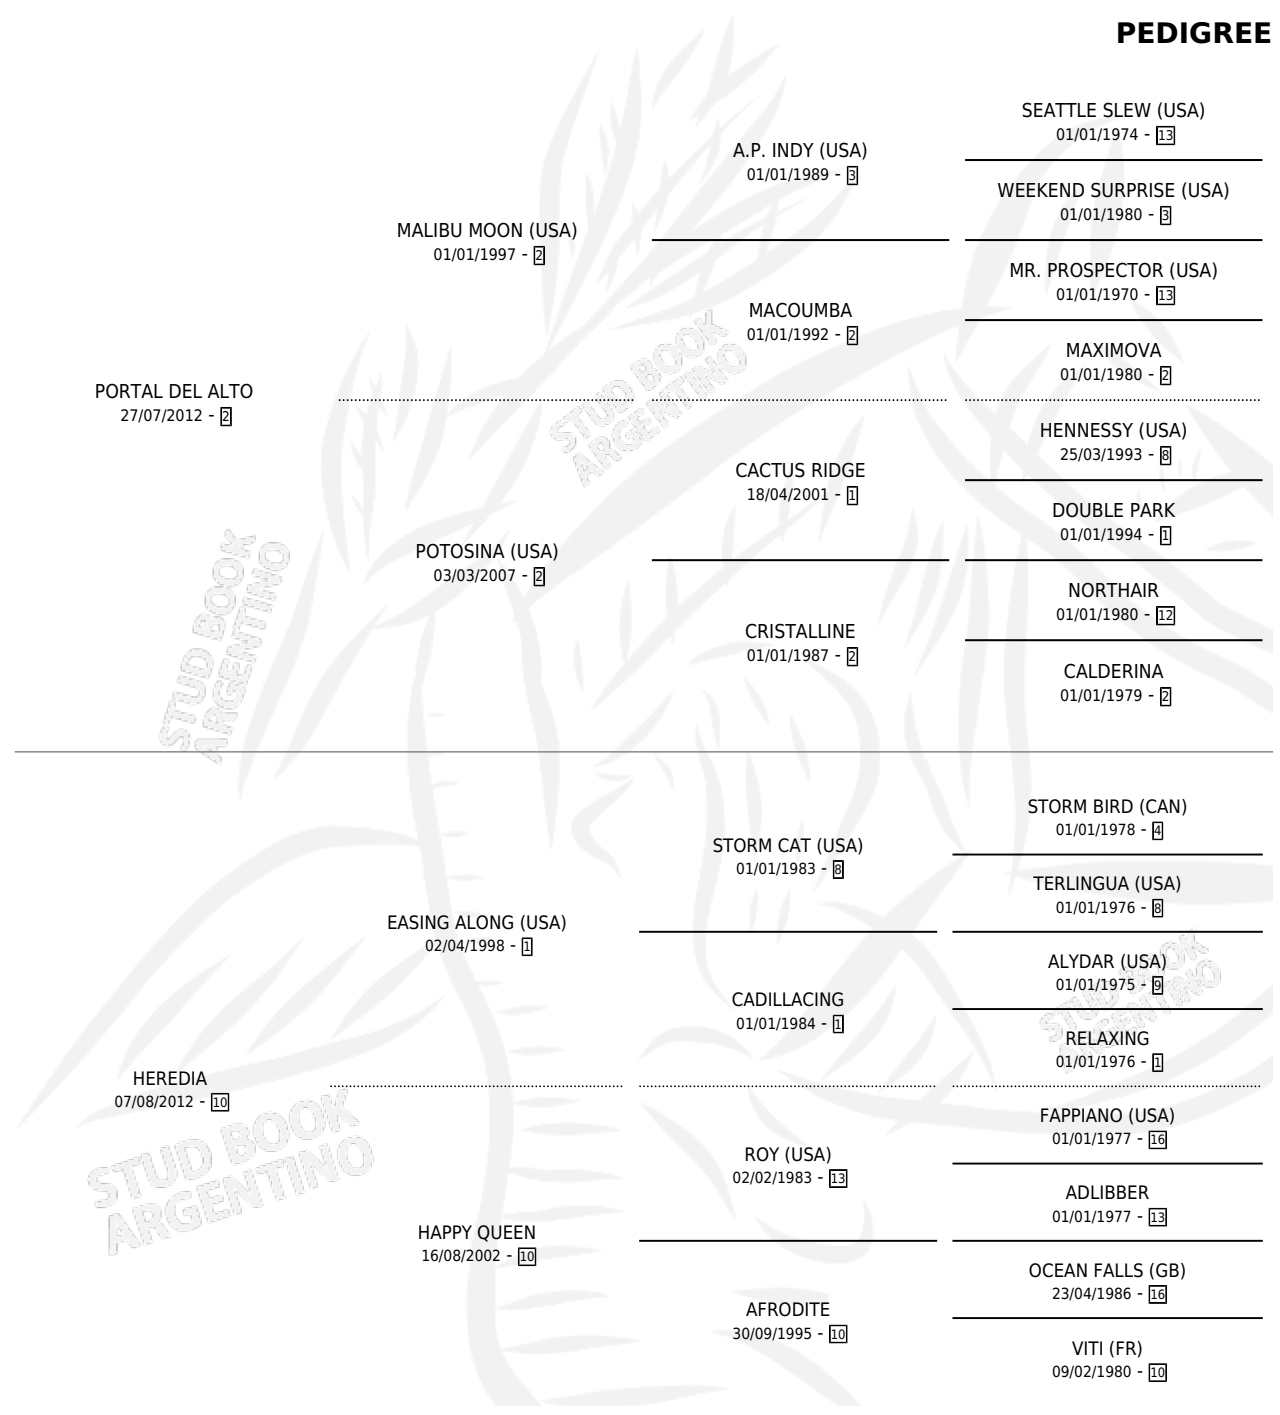 PEDIGREE
SEATTLE SLEW (USA)
01/01/1974 - 13
A.P. INDY (USA)
01/01/1989 - 3
WEEKEND SURPRISE (USA)
01/01/1980 - 3
MALIBU MOON (USA)
01/01/1997 - 2
MR. PROSPECTOR (USA)
01/01/1970 - 13
MACOUMBA
01/01/1992 - 2
MAXIMOVA
01/01/1980 - 2
PORTAL DEL ALTO
27/07/2012 - 2
HENNESSY (USA)
25/03/1993 - 8
CACTUS RIDGE
18/04/2001 - 1
DOUBLE PARK
01/01/1994 - 1
POTOSINA (USA)
03/03/2007 - 2
NORTHAIR
01/01/1980 - 12
CRISTALLINE
01/01/1987 - 2
CALDERINA
01/01/1979 - 2
STUD BOOK
ARGENTINO
STUD BOOK
ARGENTINO
STORM BIRD (CAN)
01/01/1978 - 4
STORM CAT (USA)
01/01/1983 - 8
TERLINGUA (USA)
01/01/1976 - 8
EASING ALONG (USA)
02/04/1998 - 1
ALYDAR (USA)
01/01/1975 - 9
CADILLACING
01/01/1984 - 1
RELAXING
01/01/1976 - 1
HEREDIA
07/08/2012 - 10
FAPPIANO (USA)
01/01/1977 - 16
ROY (USA)
02/02/1983 - 13
ADLIBBER
01/01/1977 - 13
HAPPY QUEEN
16/08/2002 - 10
OCEAN FALLS (GB)
23/04/1986 - 16
AFRODITE
30/09/1995 - 10
VITI (FR)
09/02/1980 - 10
STUD BOOK
ARGENTINO
STUD BOOK
ARGENTINO